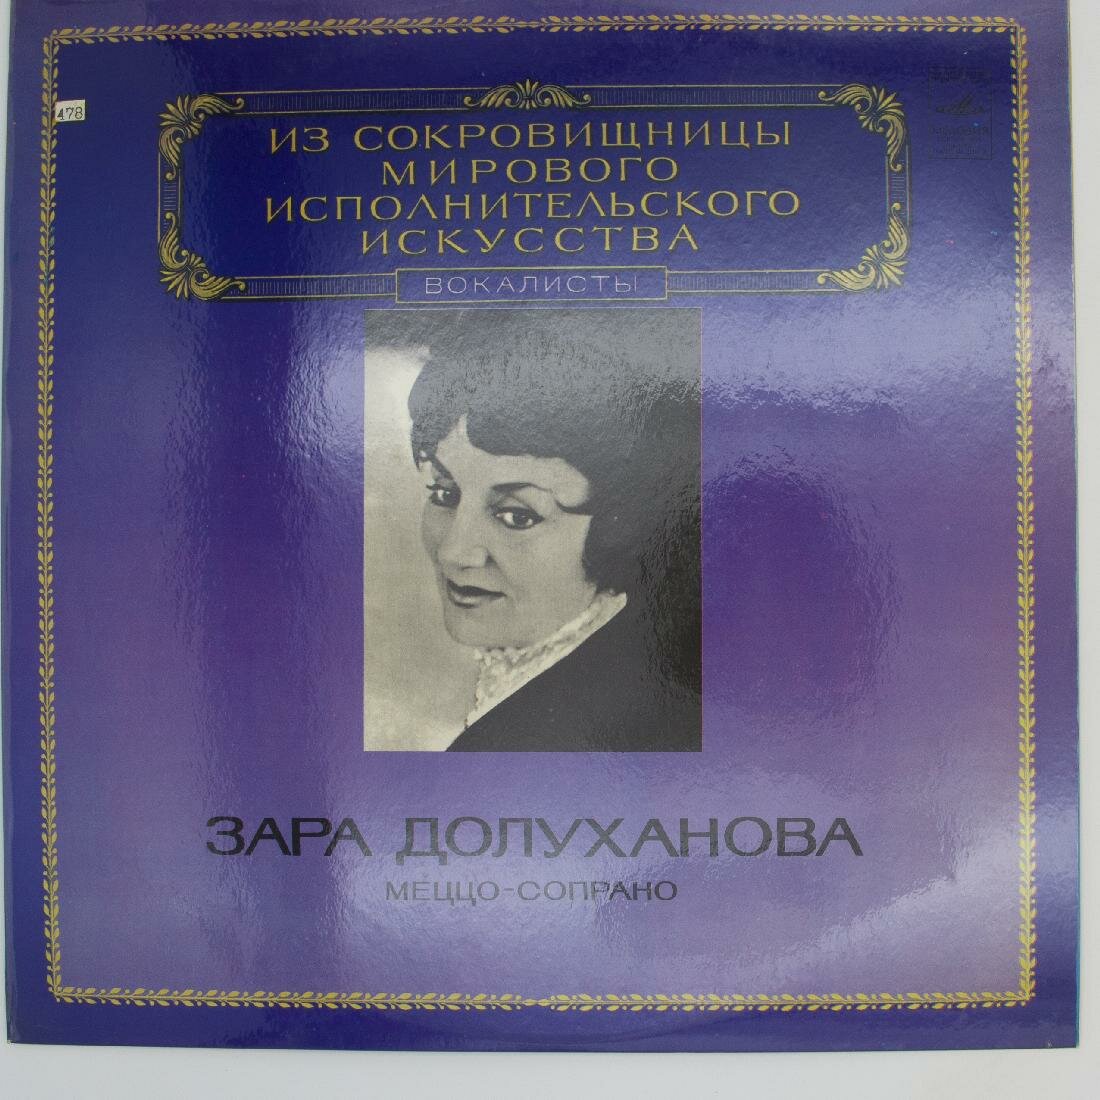 478
ИЗ СОКРОВИЩНИЦЫ
МИРОВОГО
ИСПОЛНИТЕЛЬСКОГО
ИСКУССТВА
ВОКАЛИСТЫ
ЗАРА ДОЛУХАНОВА
МЕЦЦО-СОПРАНО